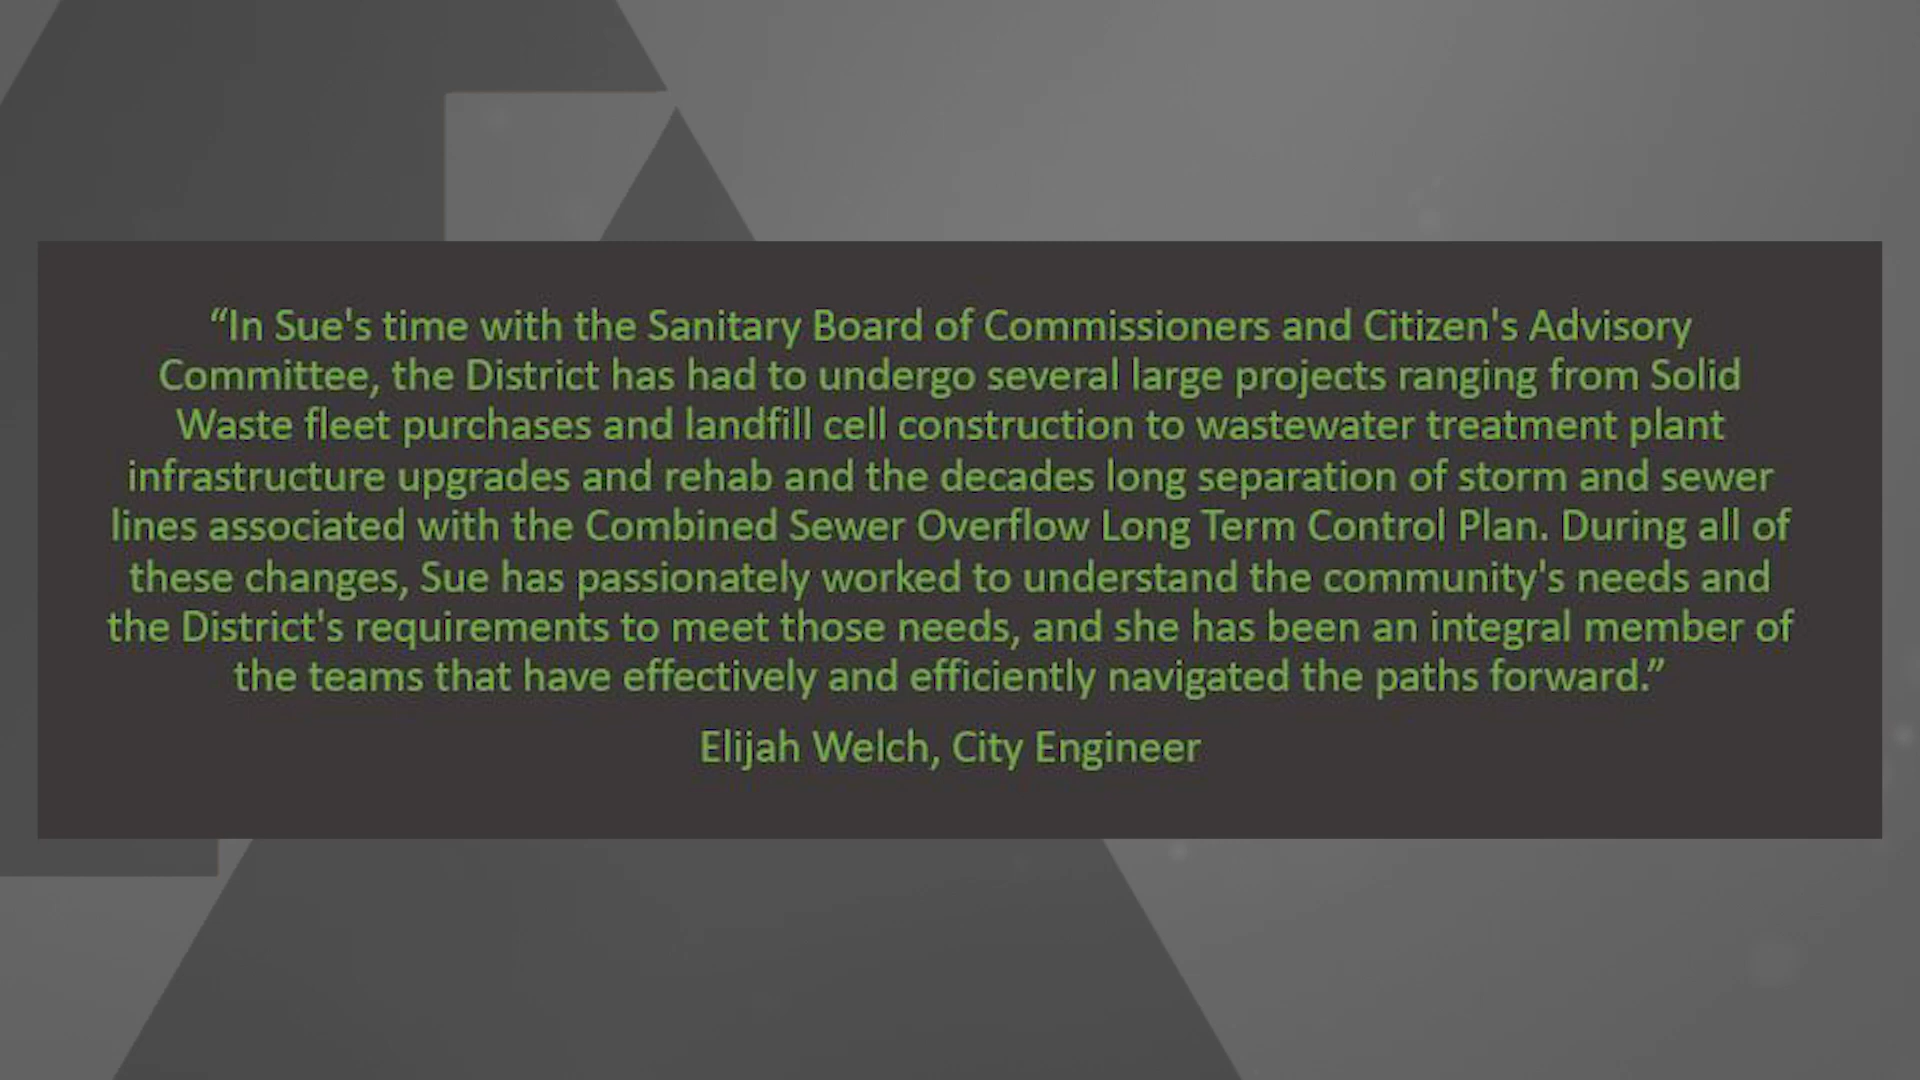 “In Sue's time with the Sanitary Board of Commissioners and Citizen's Advisory
Committee, the District has had to undergo several large projects ranging from Solid
Waste fleet purchases and landfill cell construction to wastewater treatment plant
infrastructure upgrades and rehab and the decades long separation of storm and sewer
lines associated with the Combined Sewer Overflow Long Term Control Plan. During all of
these changes, Sue has passionately worked to understand the community's needs and
the District's requirements to meet those needs, and she has been an integral member of
the teams that have effectively and efficiently navigated the paths forward.”
Elijah Welch, City Engineer